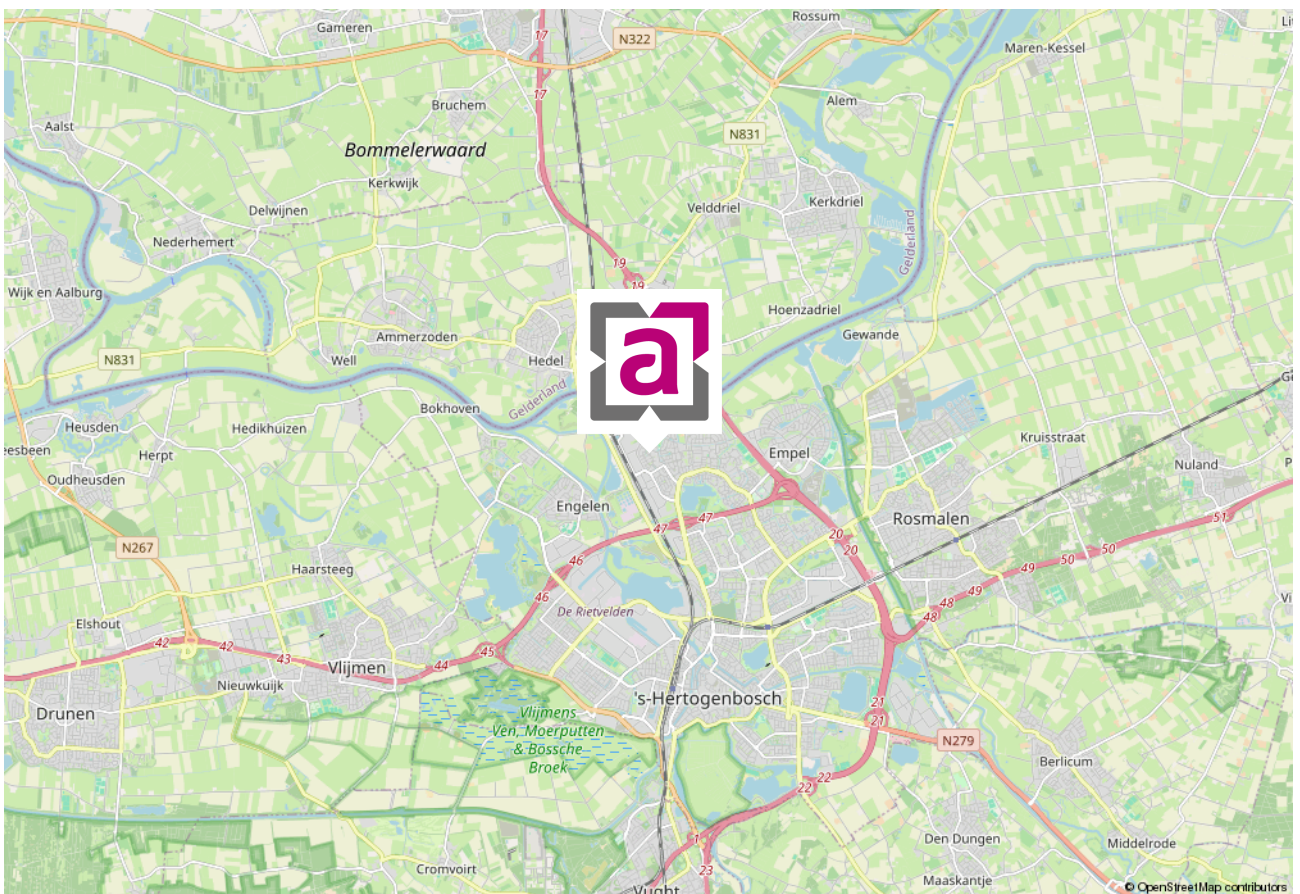 Rossum
Gameren
17
N322
Maren-Kessel
17
Bruchem
Alem
Aalst
N831
Bommelerwaard
Kerkwijk
Kerkdriel
Delwijnen
Velddriel
Nederhemert
Gelderland
19
19
Wijk en Aalburg
Hoenzadriel
Ammerzoden
Gewande
N831
Well
Hedel
a
Gelderland
Bokhoven
Heusden
Hedikhuizen
Kruisstraat
eesbeen
Herpt
Empel
Nuland
Oudheusden
Engelen
Rosmalen
47
47
51
20
N267
20
46
50
50
Haarsteeg
49
46
49
De Rietvelden
48
48
Elshout
42
42
43
44
45
Vlijmen
Nieuwkuijk
's-Hertogenbosch
21
Drunen
Vlijmens
Ven, Moerputten
& Bossche
Broek
21
N279
Berlicum
22
22
1
Den Dungen
Middelrode
Cromvoirt
23
Maaskantje
Vught
© OpenStreetMap contributors